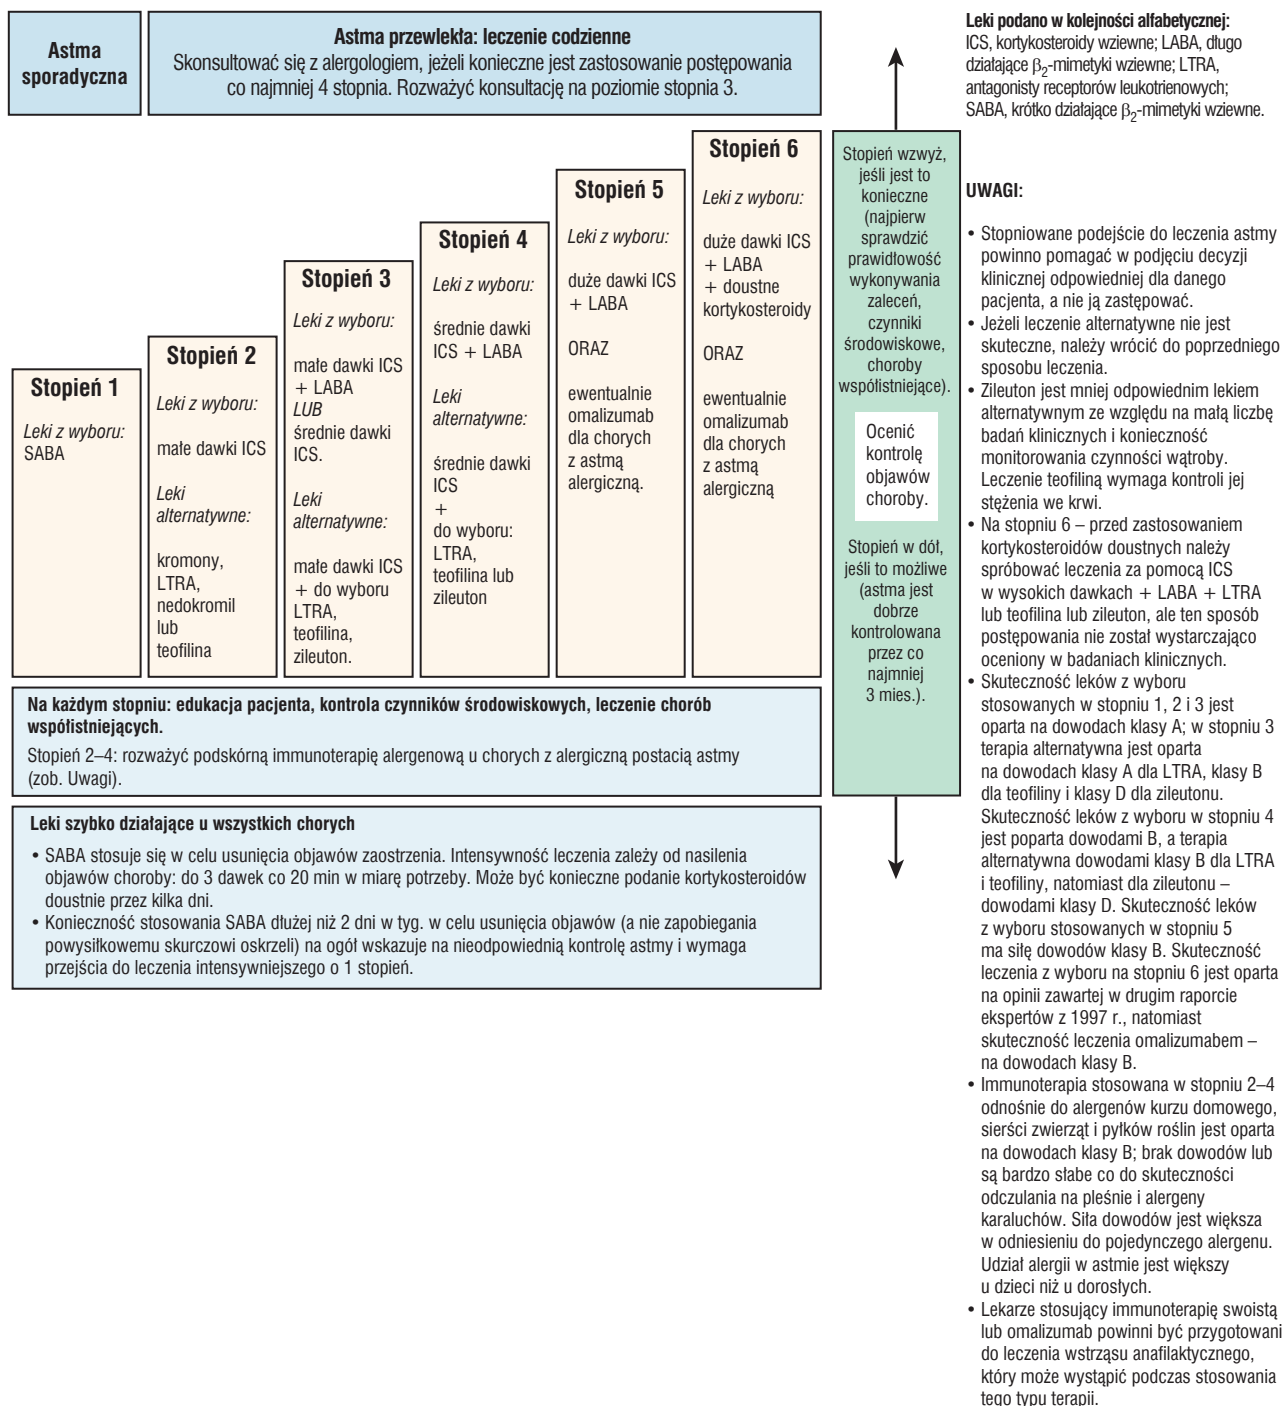 Astma
sporadyczna
Astma przewlekła: leczenie codzienne
Skonsultować się z alergologiem, jeżeli konieczne jest zastosowanie postępowania
co najmniej 4 stopnia. Rozważyć konsultację na poziomie stopnia 3.
Stopień 1
Leki z wyboru:
SABA
Stopień 2
Leki z wyboru:
małe dawki ICS
Leki
alternatywne:
kromony,
LTRA,
nedokromil
lub
teofilina
Stopień 3
Leki z wyboru:
małe dawki ICS
+ LABA
LUB
średnie dawki
ICS.
Leki
alternatywne:
małe dawki ICS
+ do wyboru
LTRA,
teofilina,
zileuton.
Stopień 4
Leki z wyboru:
średnie dawki
ICS + LABA
Leki
alternatywne:
średnie dawki
ICS
+
do wyboru:
LTRA,
teofilina lub
zileuton
Stopień 5
Leki z wyboru:
duże dawki ICS
+ LABA
ORAZ
ewentualnie
omalizumab
dla chorych
z astmą
alergiczną.
Stopień 6
Leki z wyboru:
duże dawki ICS
+ LABA
+ doustne
kortykosteroidy
ORAZ
ewentualnie
omalizumab
dla chorych
z astmą
alergiczną
Na każdym stopniu: edukacja pacjenta, kontrola czynników środowiskowych, leczenie chorób
współistniejących.
Stopień 2–4: rozważyć podskórną immunoterapię alergenową u chorych z alergiczną postacią astmy
(zob. Uwagi).
Leki szybko działające u wszystkich chorych
• SABA stosuje się w celu usunięcia objawów zaostrzenia. Intensywność leczenia zależy od nasilenia
objawów choroby: do 3 dawek co 20 min w miarę potrzeby. Może być konieczne podanie kortykosteroidów
doustnie przez kilka dni.
• Konieczność stosowania SABA dłużej niż 2 dni w tyg. w celu usunięcia objawów (a nie zapobiegania
powysiłkowemu skurczowi oskrzeli) na ogół wskazuje na nieodpowiednią kontrolę astmy i wymaga
przejścia do leczenia intensywniejszego o 1 stopień.
Stopień wzwyż,
jeśli jest to
konieczne
(najpierw
sprawdzić
prawidłowość
wykonywania
zaleceń,
czynniki
środowiskowe,
choroby
współistniejące).
Ocenić
kontrolę
objawów
choroby.
Stopień w dół,
jeśli to możliwe
(astma jest
dobrze
kontrolowana
przez co
najmniej
3 mies.).
Leki podano w kolejności alfabetycznej:
ICS, kortykosteroidy wziewne; LABA, długo
działające β2-mimetyki wziewne; LTRA,
antagonisty receptorów leukotrienowych;
SABA, krótko działające β2-mimetyki wziewne.
UWAGI:
• Stopniowane podejście do leczenia astmy
powinno pomagać w podjęciu decyzji
klinicznej odpowiedniej dla danego
pacjenta, a nie ją zastępować.
• Jeżeli leczenie alternatywne nie jest
skuteczne, należy wrócić do poprzedniego
sposobu leczenia.
• Zileuton jest mniej odpowiednim lekiem
alternatywnym ze względu na małą liczbę
badań klinicznych i konieczność
monitorowania czynności wątroby.
Leczenie teofiliną wymaga kontroli jej
stężenia we krwi.
• Na stopniu 6 – przed zastosowaniem
kortykosteroidów doustnych należy
spróbować leczenia za pomocą ICS
w wysokich dawkach + LABA + LTRA
lub teofilina lub zileuton, ale ten sposób
postępowania nie został wystarczająco
oceniony w badaniach klinicznych.
• Skuteczność leków z wyboru
stosowanych w stopniu 1, 2 i 3 jest
oparta na dowodach klasy A; w stopniu 3
terapia alternatywna jest oparta
na dowodach klasy A dla LTRA, klasy B
dla teofiliny i klasy D dla zileutonu.
Skuteczność leków z wyboru w stopniu 4
jest poparta dowodami B, a terapia
alternatywna dowodami klasy B dla LTRA
i teofiliny, natomiast dla zileutonu –
dowodami klasy D. Skuteczność leków
z wyboru stosowanych w stopniu 5
ma siłę dowodów klasy B. Skuteczność
leczenia z wyboru na stopniu 6 jest oparta
na opinii zawartej w drugim raporcie
ekspertów z 1997 r., natomiast
skuteczność leczenia omalizumabem –
na dowodach klasy B.
• Immunoterapia stosowana w stopniu 2–4
odnośnie do alergenów kurzu domowego,
sierści zwierząt i pyłków roślin jest oparta
na dowodach klasy B; brak dowodów lub
są bardzo słabe co do skuteczności
odczulania na pleśnie i alergeny
karaluchów. Siła dowodów jest większa
w odniesieniu do pojedynczego alergenu.
Udział alergii w astmie jest większy
u dzieci niż u dorosłych.
• Lekarze stosujący immunoterapię swoistą
lub omalizumab powinni być przygotowani
do leczenia wstrząsu anafilaktycznego,
który może wystąpić podczas stosowania
tego typu terapii.